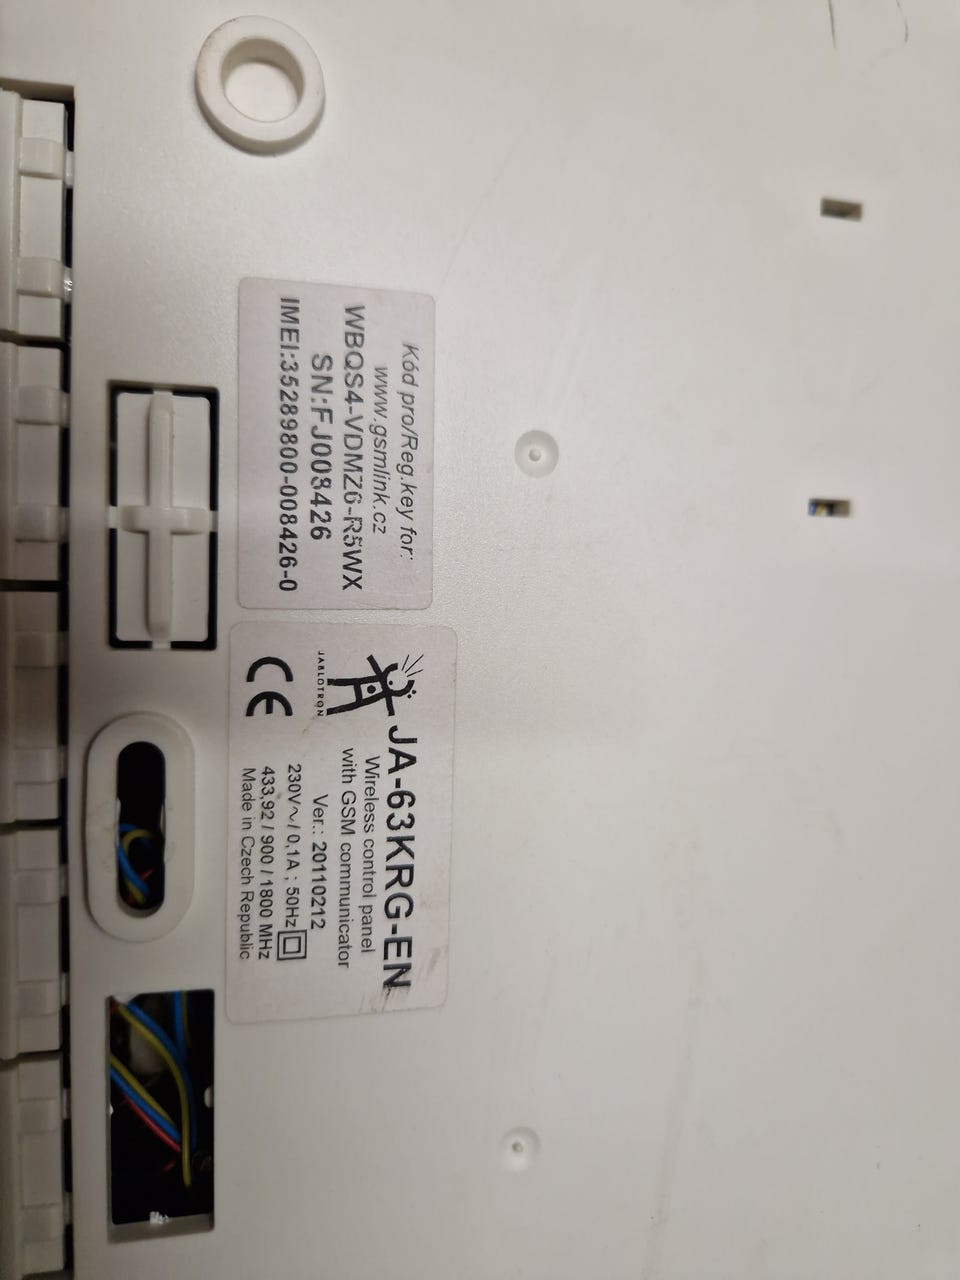 Kód pro/Reg.key for:
www.gsmlink.cz
WBQS4-VDMZ6-R5WX
SN:FJ008426
IMEI:35289800-008426-0
JABLOTRON
CE
JA-63KRG-EN
Wireless control panel
with GSM communicator
Ver.: 20110212
230V~/ 0,1A ; 50Hz
433,92 / 900 / 1800 MHz
Made in Czech Republic